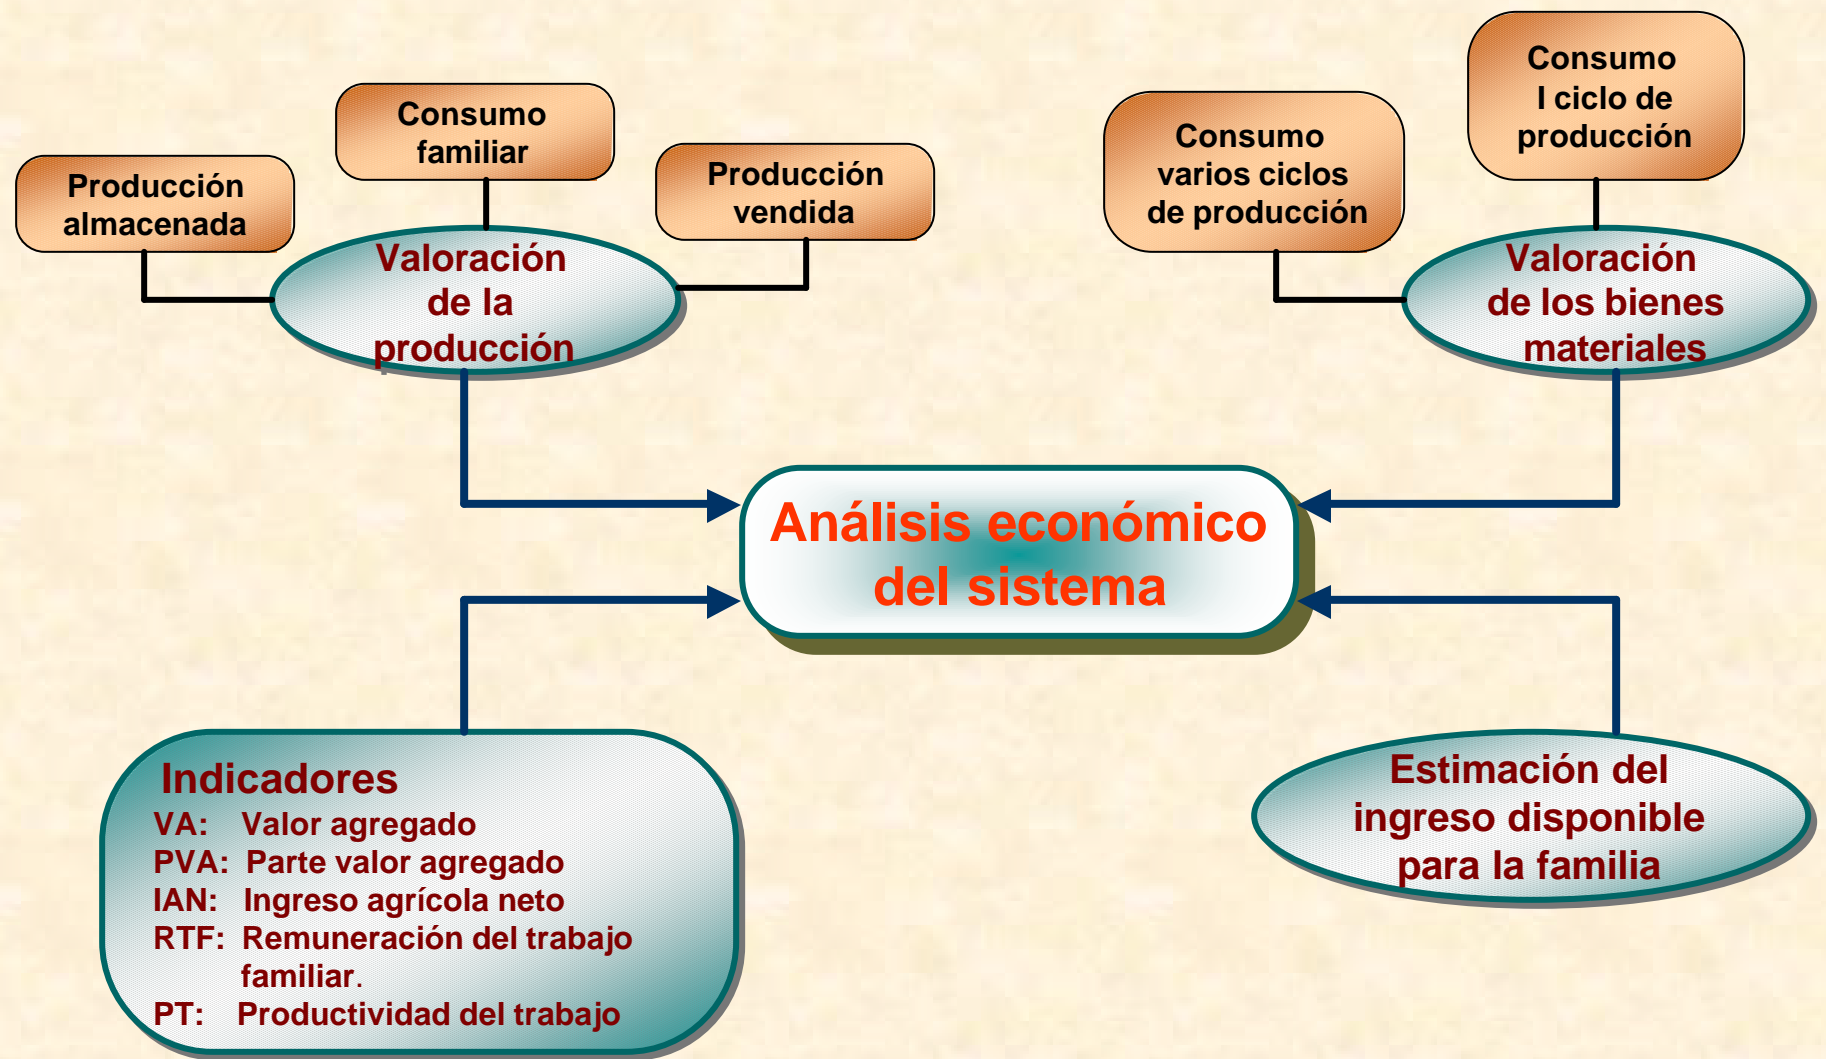 Producción
almacenada
Consumo
familiar
Producción
vendida
Valoración
de la
producción
Consumo
varios ciclos
de producción
Consumo
I ciclo de
producción
Valoración
de los bienes
materiales
Análisis económico
del sistema
Indicadores
VA: Valor agregado
PVA: Parte valor agregado
IAN: Ingreso agrícola neto
RTF: Remuneración del trabajo
familiar.
PT: Productividad del trabajo
Estimación del
ingreso disponible
para la familia